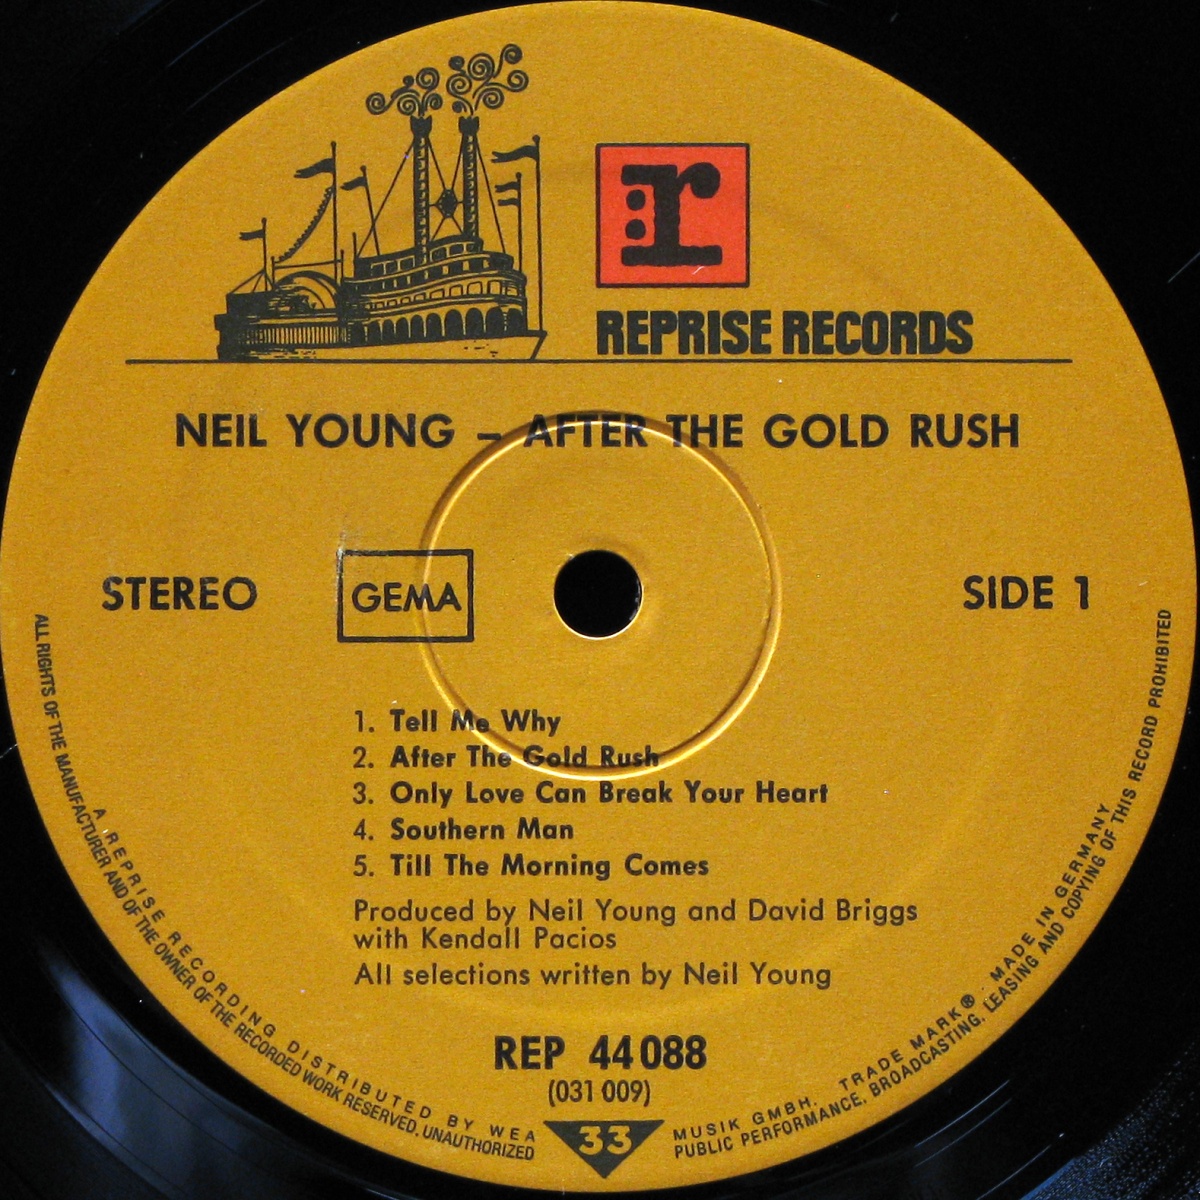 r:
REPRISE RECORDS
NEIL YOUNG – AFTER THE GOLD RUSH
STEREO
GEMA
SIDE 1
1. Tell Me Why
2. After The Gold Rush
3. Only Love Can Break Your Heart
4. Southern Man
5. Till The Morning Comes
Produced by Neil Young and David Briggs
with Kendall Pacios
All selections written by Neil Young
REP 44 088
(031 009)
33
A REPRISE RECORDING DISTRIBUTED BY WEA MUSIK GMBH. TRADE MARK ® . MADE IN GERMANY
ALL RIGHTS OF THE MANUFACTURER AND OF THE OWNER OF THE RECORDED WORK RESERVED. UNAUTHORIZED PUBLIC PERFORMANCE, BROADCASTING, LEASING AND COPYING OF THIS RECORD PROHIBITED